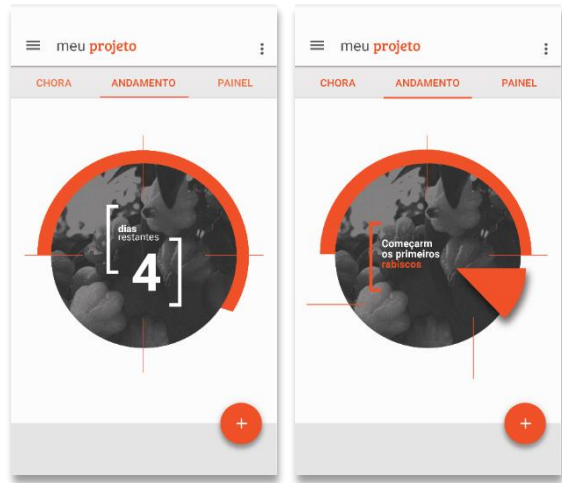 meu projeto
CHORA ANDAMENTO PAINEL
dias
restantes
4
+
meu projeto
CHORA ANDAMENTO PAINEL
Começarm
os primeiros
rabiscos
+